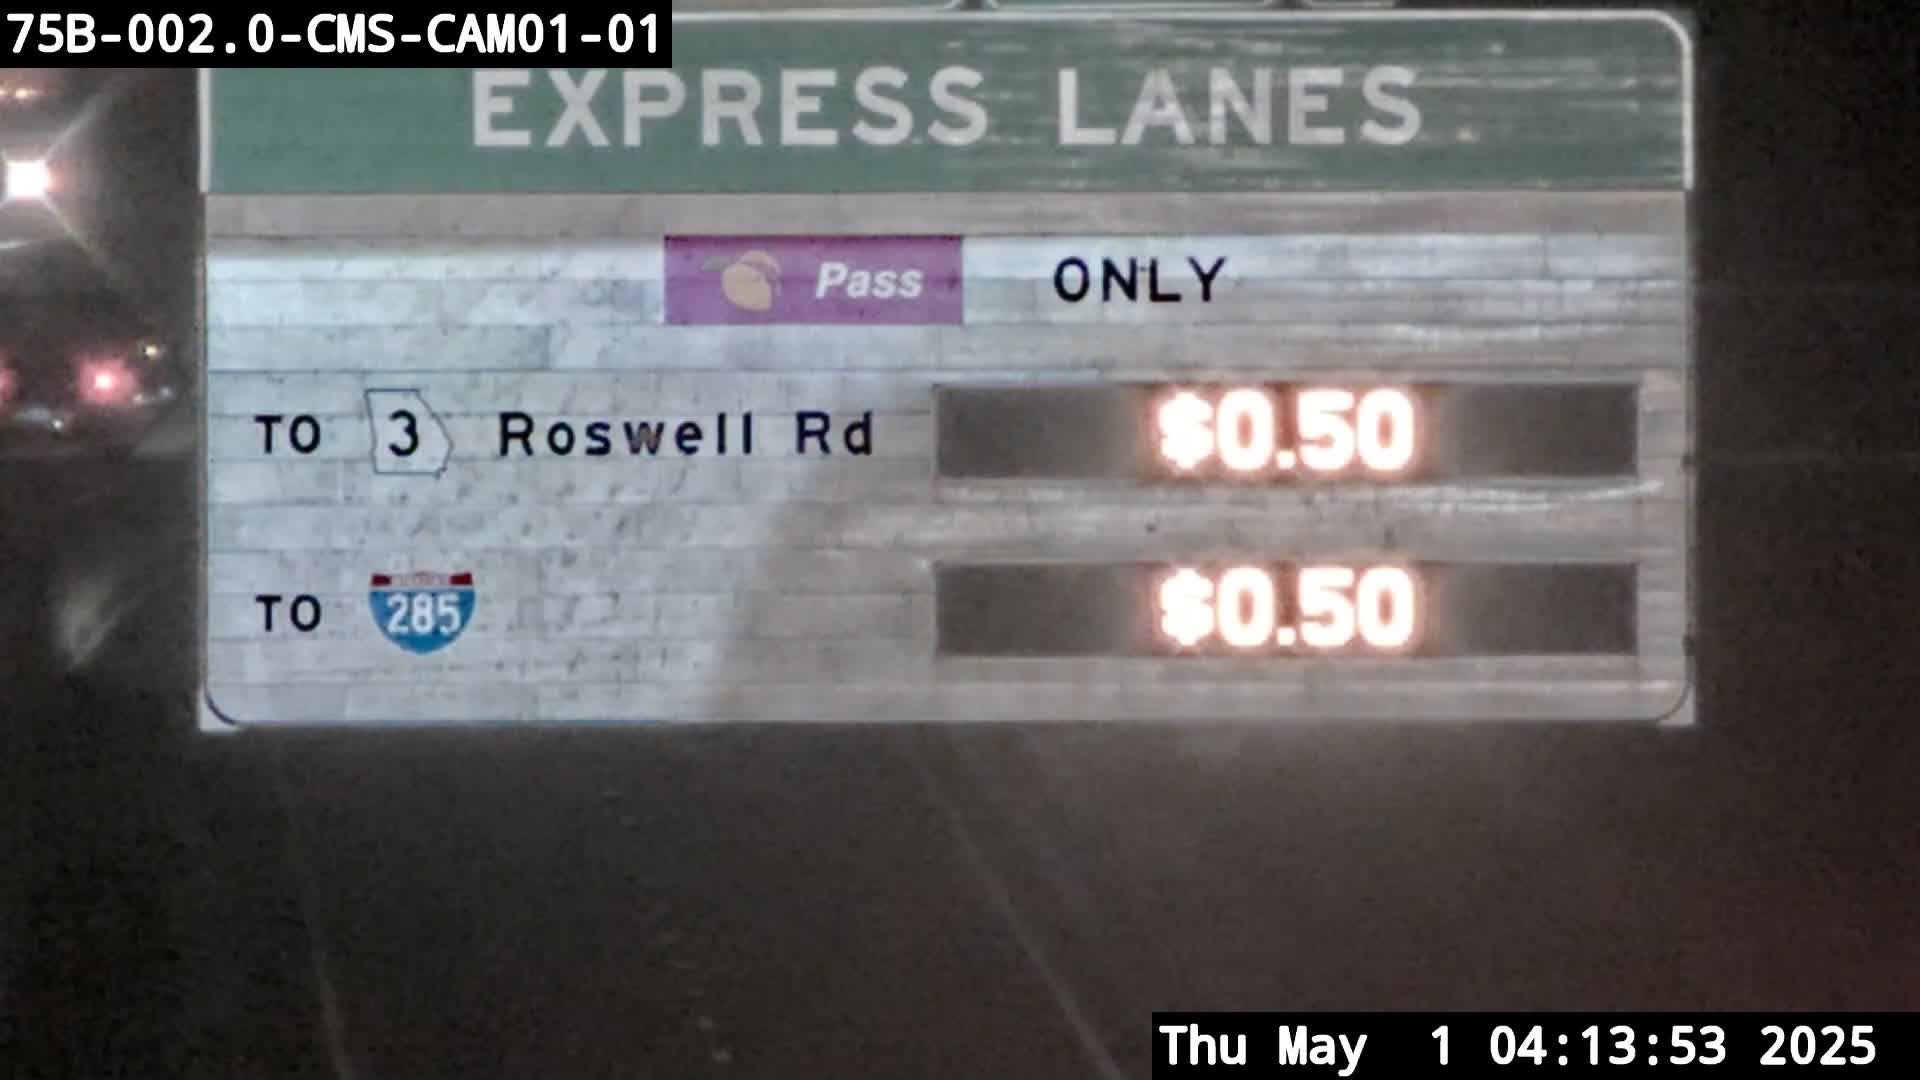 75B-002.0-CMS-CAM01-01
EXPRESS LANES
Pass ONLY
TO 3 Roswell Rd $0.50
TO 285 $0.50
Thu May 1 04:13:53 2025